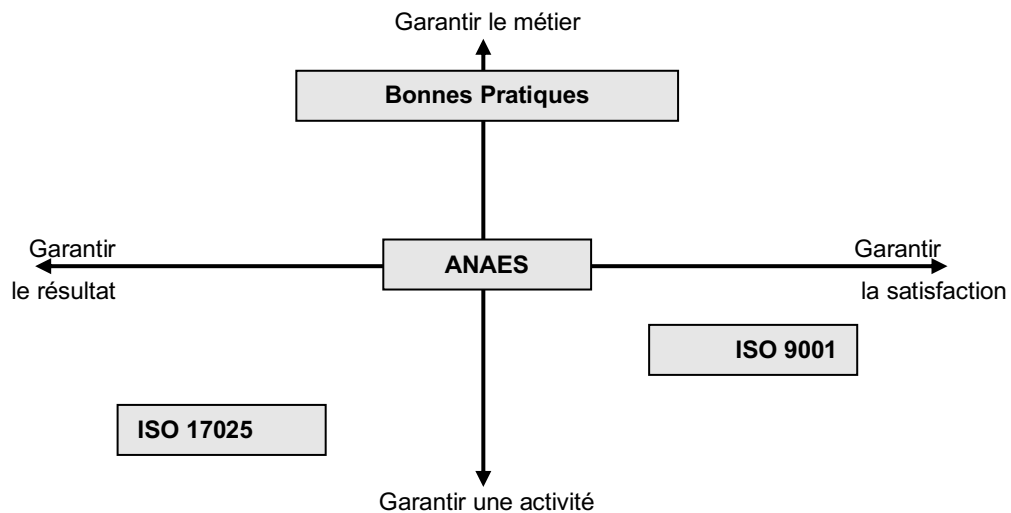 Garantir le métier
Bonnes Pratiques
Garantir
le résultat
ANAES
Garantir
la satisfaction
ISO 9001
ISO 17025
Garantir une activité